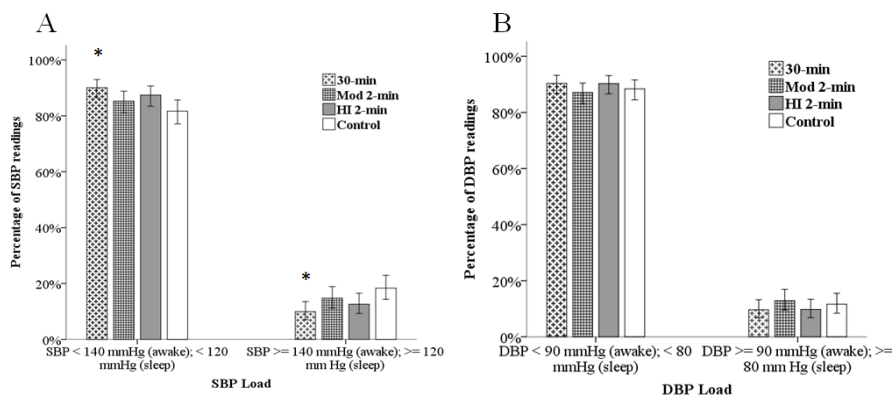 A
Percentage of SBP readings
100%
80%
60%
40%
20%
0%
*
*
30-min
Mod 2-min
HI 2-min
Control
SBP < 140 mmHg (awake; < 120
mmHg (sleep)
SBP >= 140 mmHg (awake); >= 120
mm Hg (sleep)
SBP Load
B
Percentage of DBP readings
100%
80%
60%
40%
20%
0%
30-min
Mod 2-min
HI 2-min
Control
DBP < 90 mmHg (awake; < 80
mmHg (sleep)
DBP >= 90 mmHg (awake); >=
80 mm Hg (sleep)
DBP Load